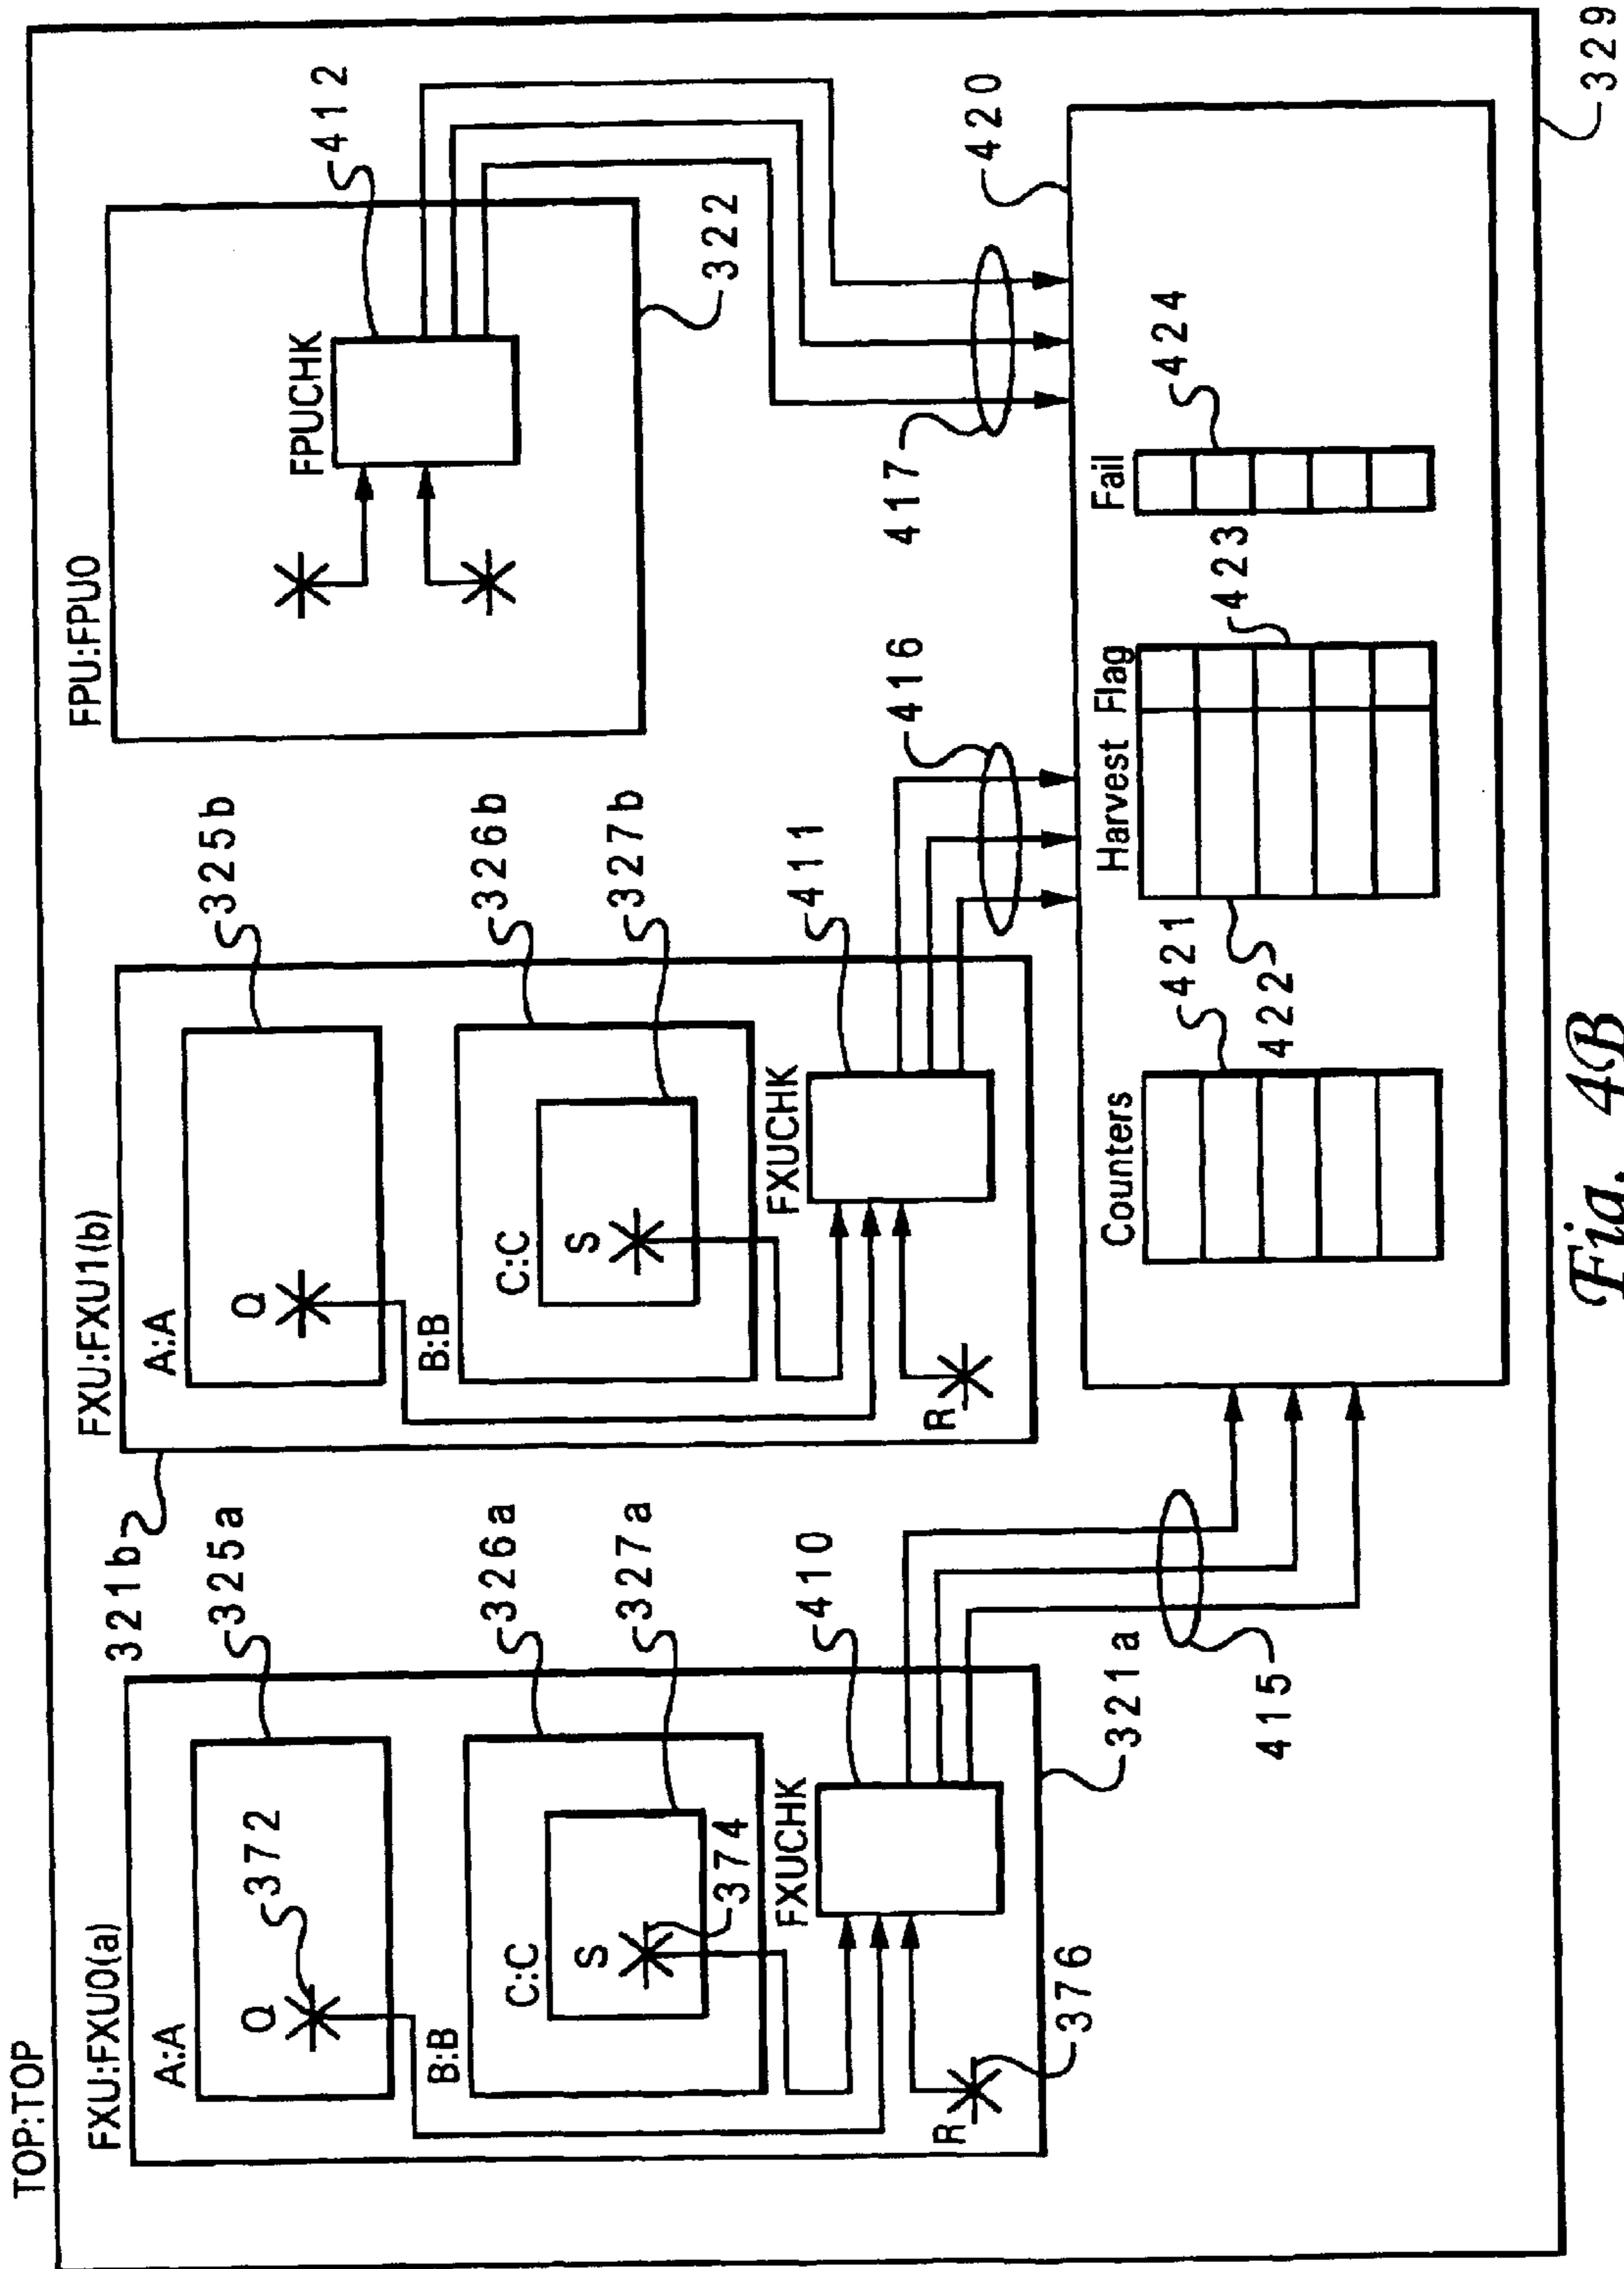 TOP:TOP
FXU:FXU0(a)
A:A
Q
372
325a
B:B
C:C
S
374
326a
327a
FXUCHK
410
R
376
321a
415
321b
FXU:FXU1(b)
A:A
Q
325b
B:B
C:C
S
326b
327b
FXUCHK
411
R
416
FPU:FPU0
FPUCHK
412
322
417
420
Counters
421
422
Harvest Flag
423
Fail
424
329
Fig. 4B